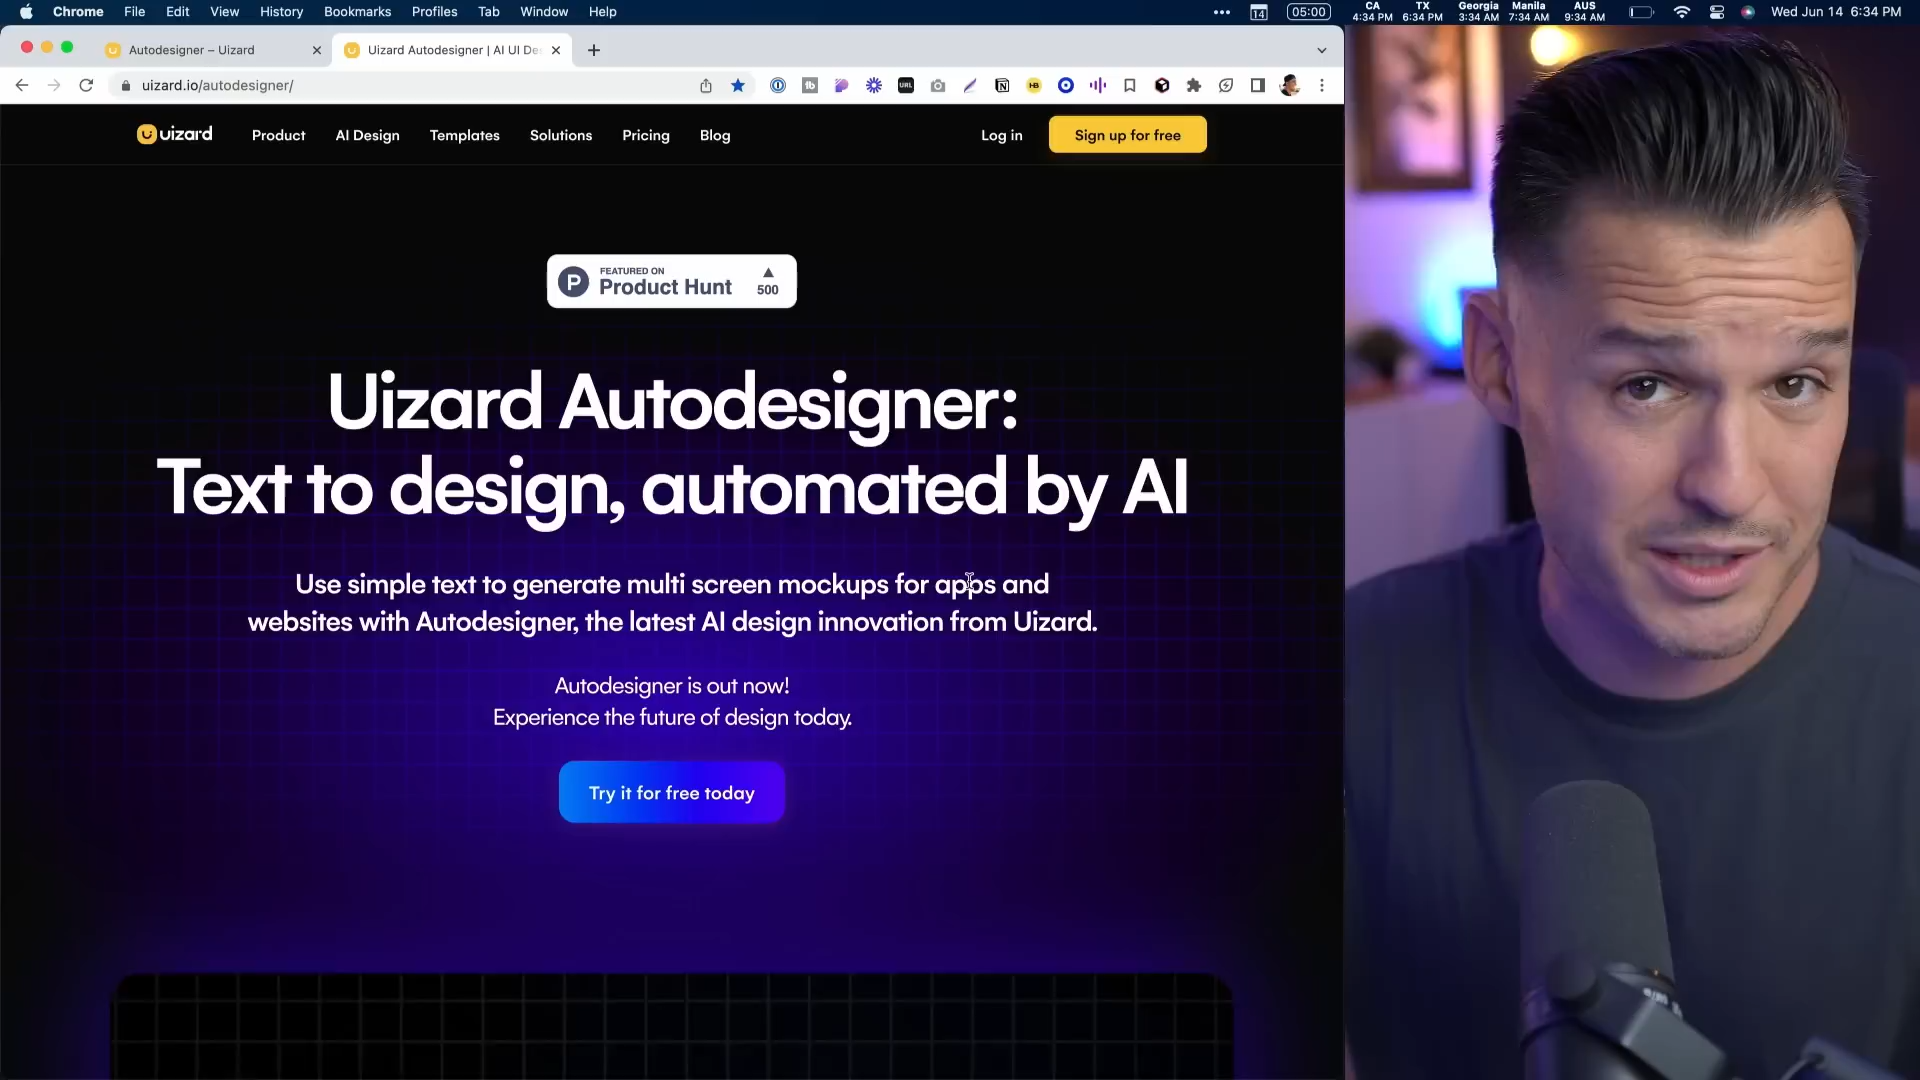 Chrome File Edit View History Bookmarks Profiles Tab Window Help
14
05:00
CA TX Georgia Manila AUS
4:34 PM 6:34 PM 3:34 AM 7:34 AM 9:34 AM
Wed Jun 14 6:34 PM
Autodesigner – Uizard
Uizard Autodesigner | AI UI De
uizard.io/autodesigner/
uizard Product AI Design Templates Solutions Pricing Blog Log in Sign up for free
FEATURED ON
Product Hunt
500
Uizard Autodesigner:
Text to design, automated by AI
Use simple text to generate multi screen mockups for apps and
websites with Autodesigner, the latest AI design innovation from Uizard.
Autodesigner is out now!
Experience the future of design today.
Try it for free today